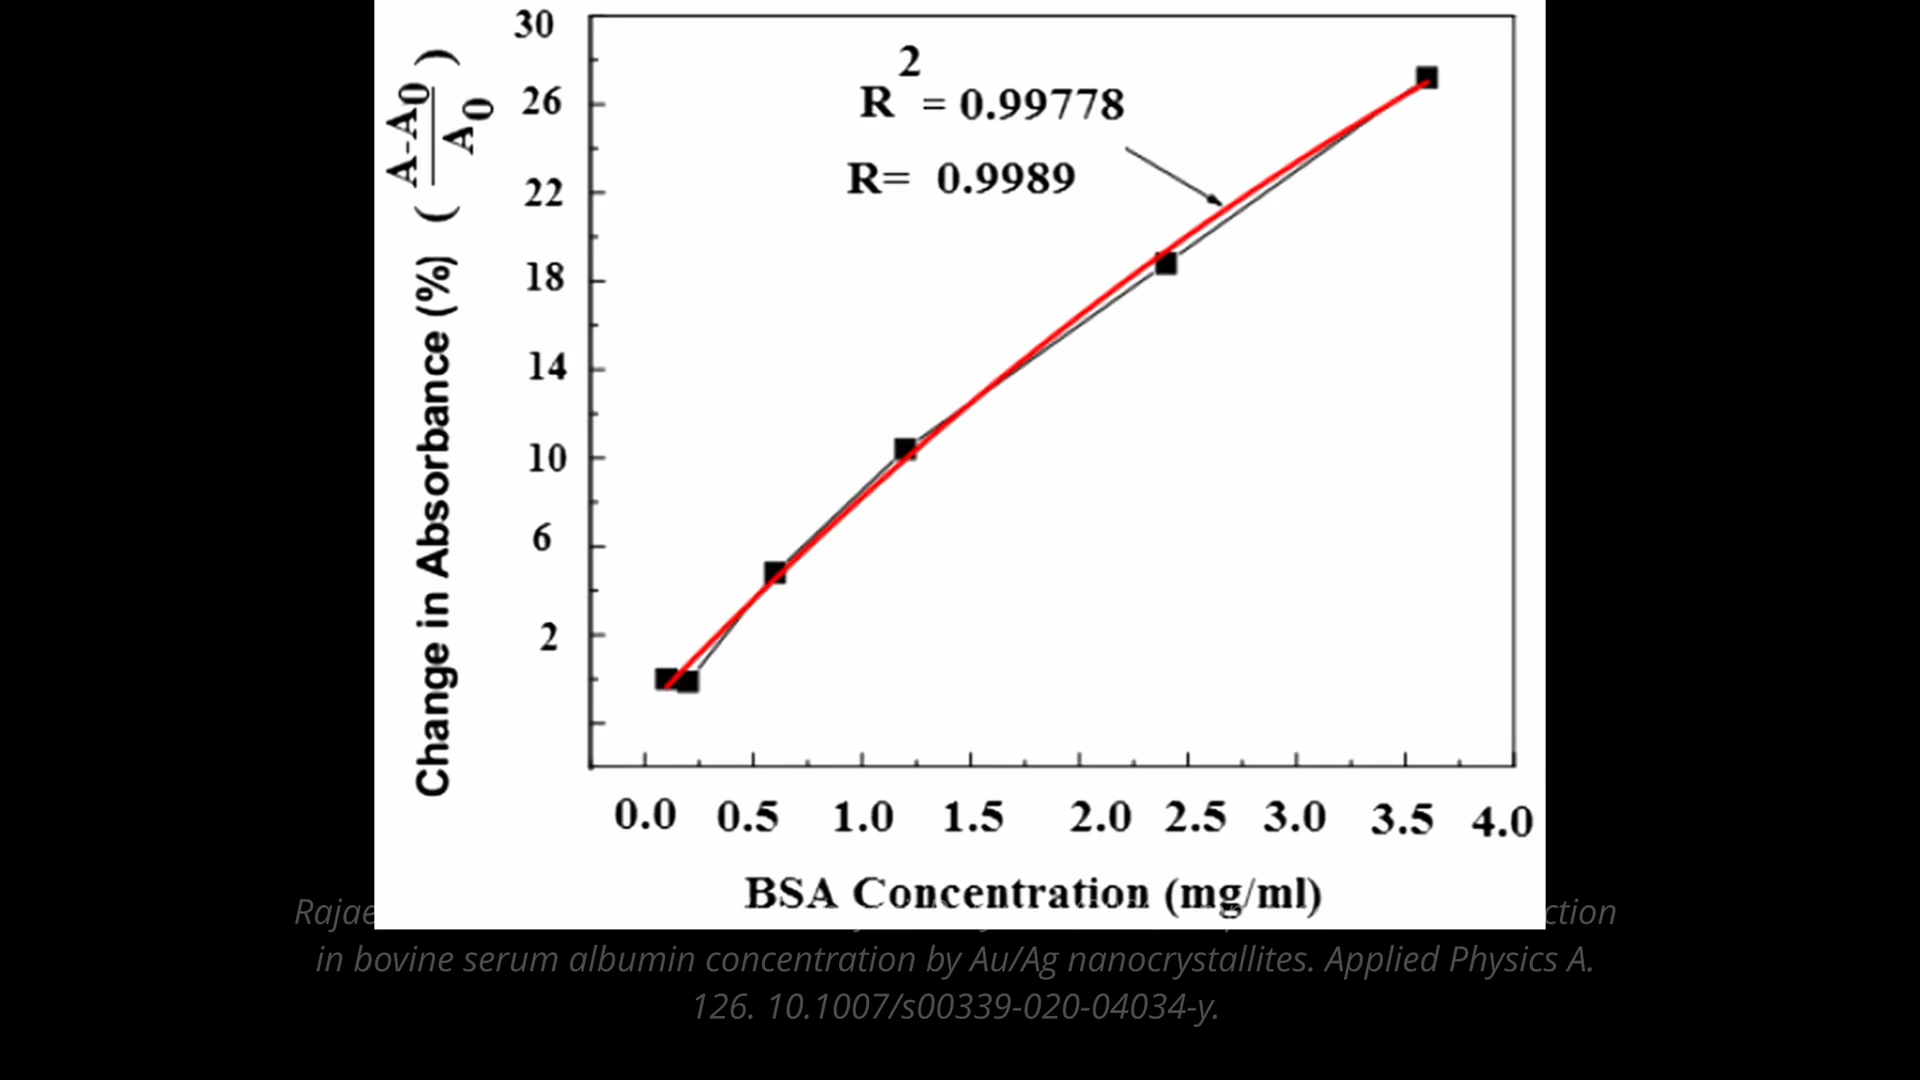 30
26
22
18
14
10
6
2
Change in Absorbance (%) ( A-A0 / A0 )
R2 = 0.99778
R= 0.9989
0.0 0.5 1.0 1.5 2.0 2.5 3.0 3.5 4.0
BSA Concentration (mg/ml)
in bovine serum albumin concentration by Au/Ag nanocrystallites. Applied Physics A.
126. 10.1007/s00339-020-04034-y.